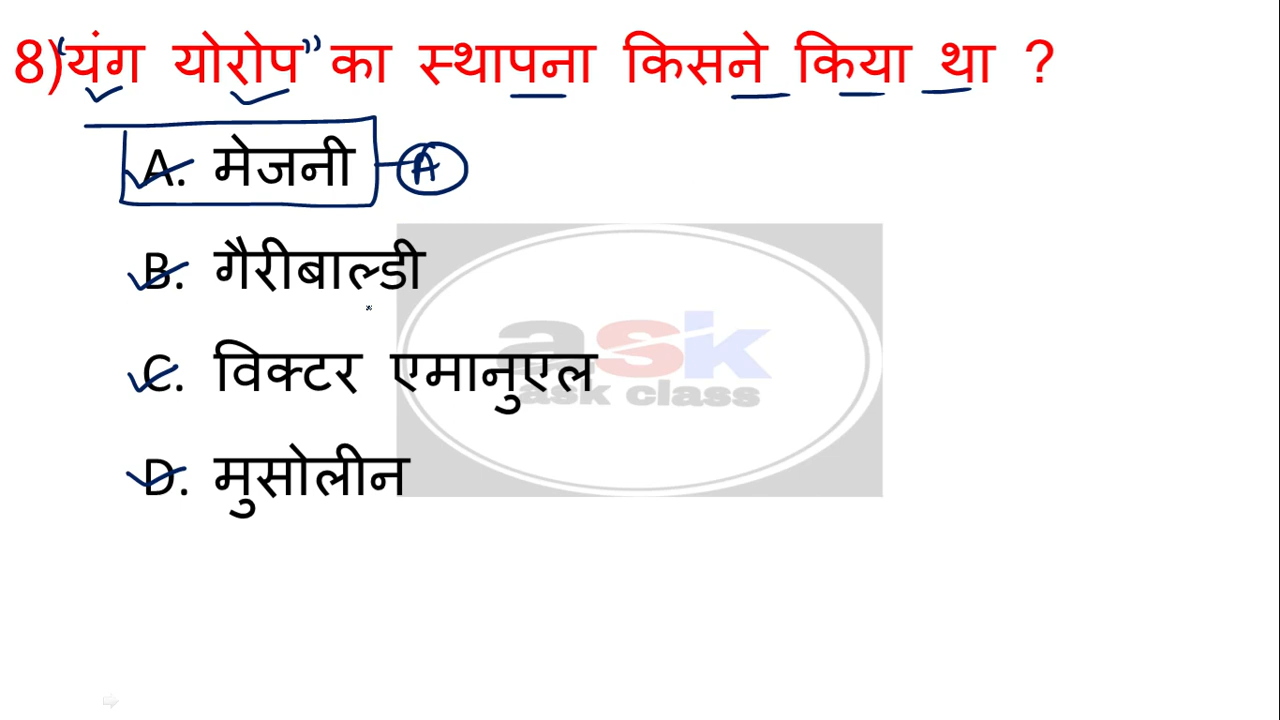 8)“यंग योरोप” का स्थापना किसने किया था ?
A. मेजनी A
B. गैरीबाल्डी
C. विक्टर एमानुएल
D. मुसोलीन
ask
ask class